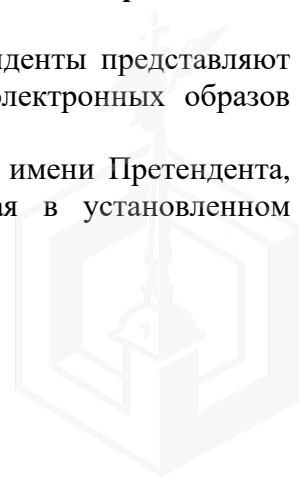 денты представляют
электронных образов
имени Претендента,
в установленном